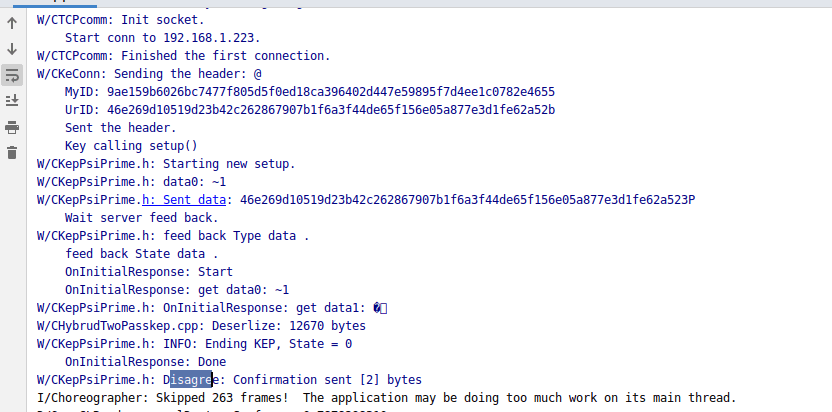 W/CTCPcomm: Init socket.
Start conn to 192.168.1.223.
W/CTCPcomm: Finished the first connection.
W/CKeConn: Sending the header: @
MyID: 9ae159b6026bc7477f805d5f0ed18ca396402d447e59895f7d4ee1c0782e4655
UrID: 46e269d10519d23b42c262867907b1f6a3f44de65f156e05a877e3d1fe62a52b
Sent the header.
Key calling setup()
W/CKepPsiPrime.h: Starting new setup.
W/CKepPsiPrime.h: data0: ~1
W/CKepPsiPrime.h: Sent data: 46e269d10519d23b42c262867907b1f6a3f44de65f156e05a877e3d1fe62a523P
Wait server feed back.
W/CKepPsiPrime.h: feed back Type data .
feed back State data .
OnInitialResponse: Start
OnInitialResponse: get data0: ~1
W/CKepPsiPrime.h: OnInitialResponse: get data1: �
W/CHybrudTwoPasskep.cpp: Deserlize: 12670 bytes
W/CKepPsiPrime.h: INFO: Ending KEP, State = 0
OnInitialResponse: Done
W/CKepPsiPrime.h: Disagree: Confirmation sent [2] bytes
I/Choreographer: Skipped 263 frames!  The application may be doing too much work on its main thread.